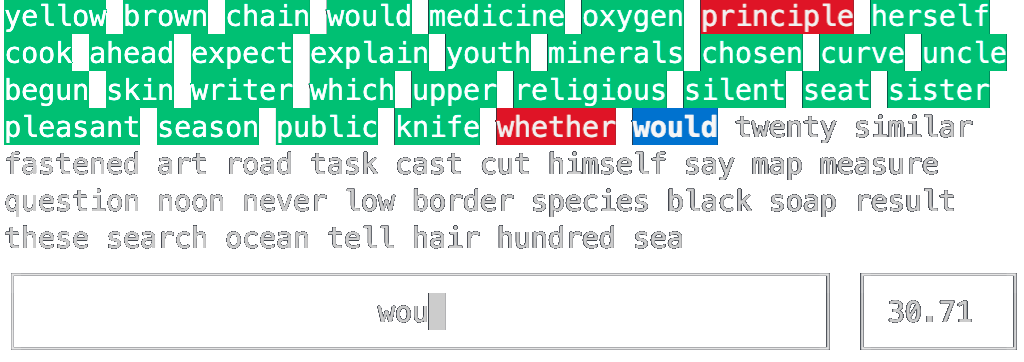 yellow brown chain would medicine oxygen principle herself
cook ahead expect explain youth minerals chosen curve uncle
begun skin writer which upper religious silent seat sister
pleasant season public knife whether would twenty similar
fastened art road task cast cut himself say map measure
question noon never low border species black soap result
these search ocean tell hair hundred sea
wou
30.71